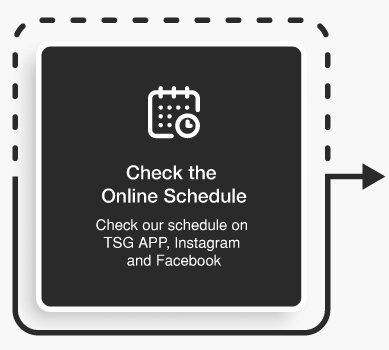 Check the
Online Schedule
Check our schedule on
TSG APP, Instagram
and Facebook